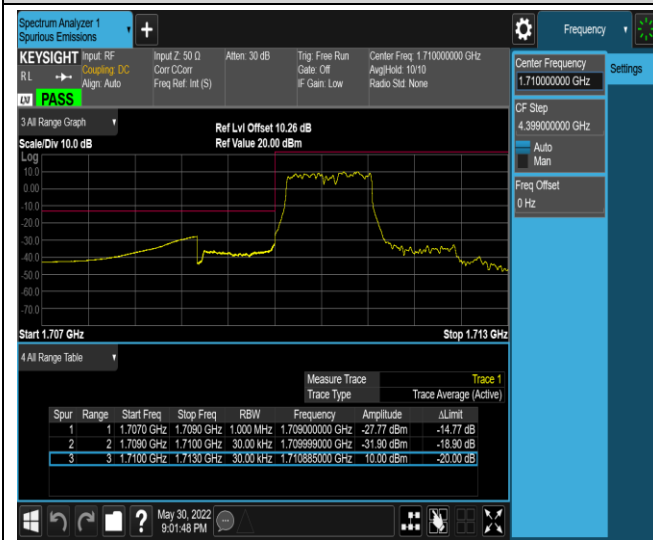 Spectrum Analyzer 1
Spurious Emissions
+
Frequency
KEYSIGHT
RL
Input: RF
Coupling: DC
Align: Auto
Input Z: 50 Ω
Corr CCorr
Freq Ref: Int (S)
Atten: 30 dB
Trig: Free Run
Gate: Off
IF Gain: Low
Center Freq: 1.710000000 GHz
Avg|Hold: 10/10
Radio Std: None
LXI
PASS
Center Frequency
1.710000000 GHz
Settings
CF Step
4.399000000 GHz
Auto
Man
Freq Offset
0 Hz
3 All Range Graph
Scale/Div 10.0 dB
Ref Lvl Offset 10.26 dB
Ref Value 20.00 dBm
Log
10.0
0.00
-10.0
-20.0
-30.0
-40.0
-50.0
-60.0
-70.0
Start 1.707 GHz
Stop 1.713 GHz
4 All Range Table
Measure Trace Trace 1
Trace Type Trace Average (Active)
Spur Range Start Freq Stop Freq RBW Frequency Amplitude ΔLimit
1 1 1.7070 GHz 1.7090 GHz 1.000 MHz 1.709000000 GHz -27.77 dBm -14.77 dB
2 2 1.7090 GHz 1.7100 GHz 30.00 kHz 1.709999000 GHz -31.90 dBm -18.90 dB
3 3 1.7100 GHz 1.7130 GHz 30.00 kHz 1.710885000 GHz 10.00 dBm -20.00 dB
?
May 30, 2022
9:01:48 PM